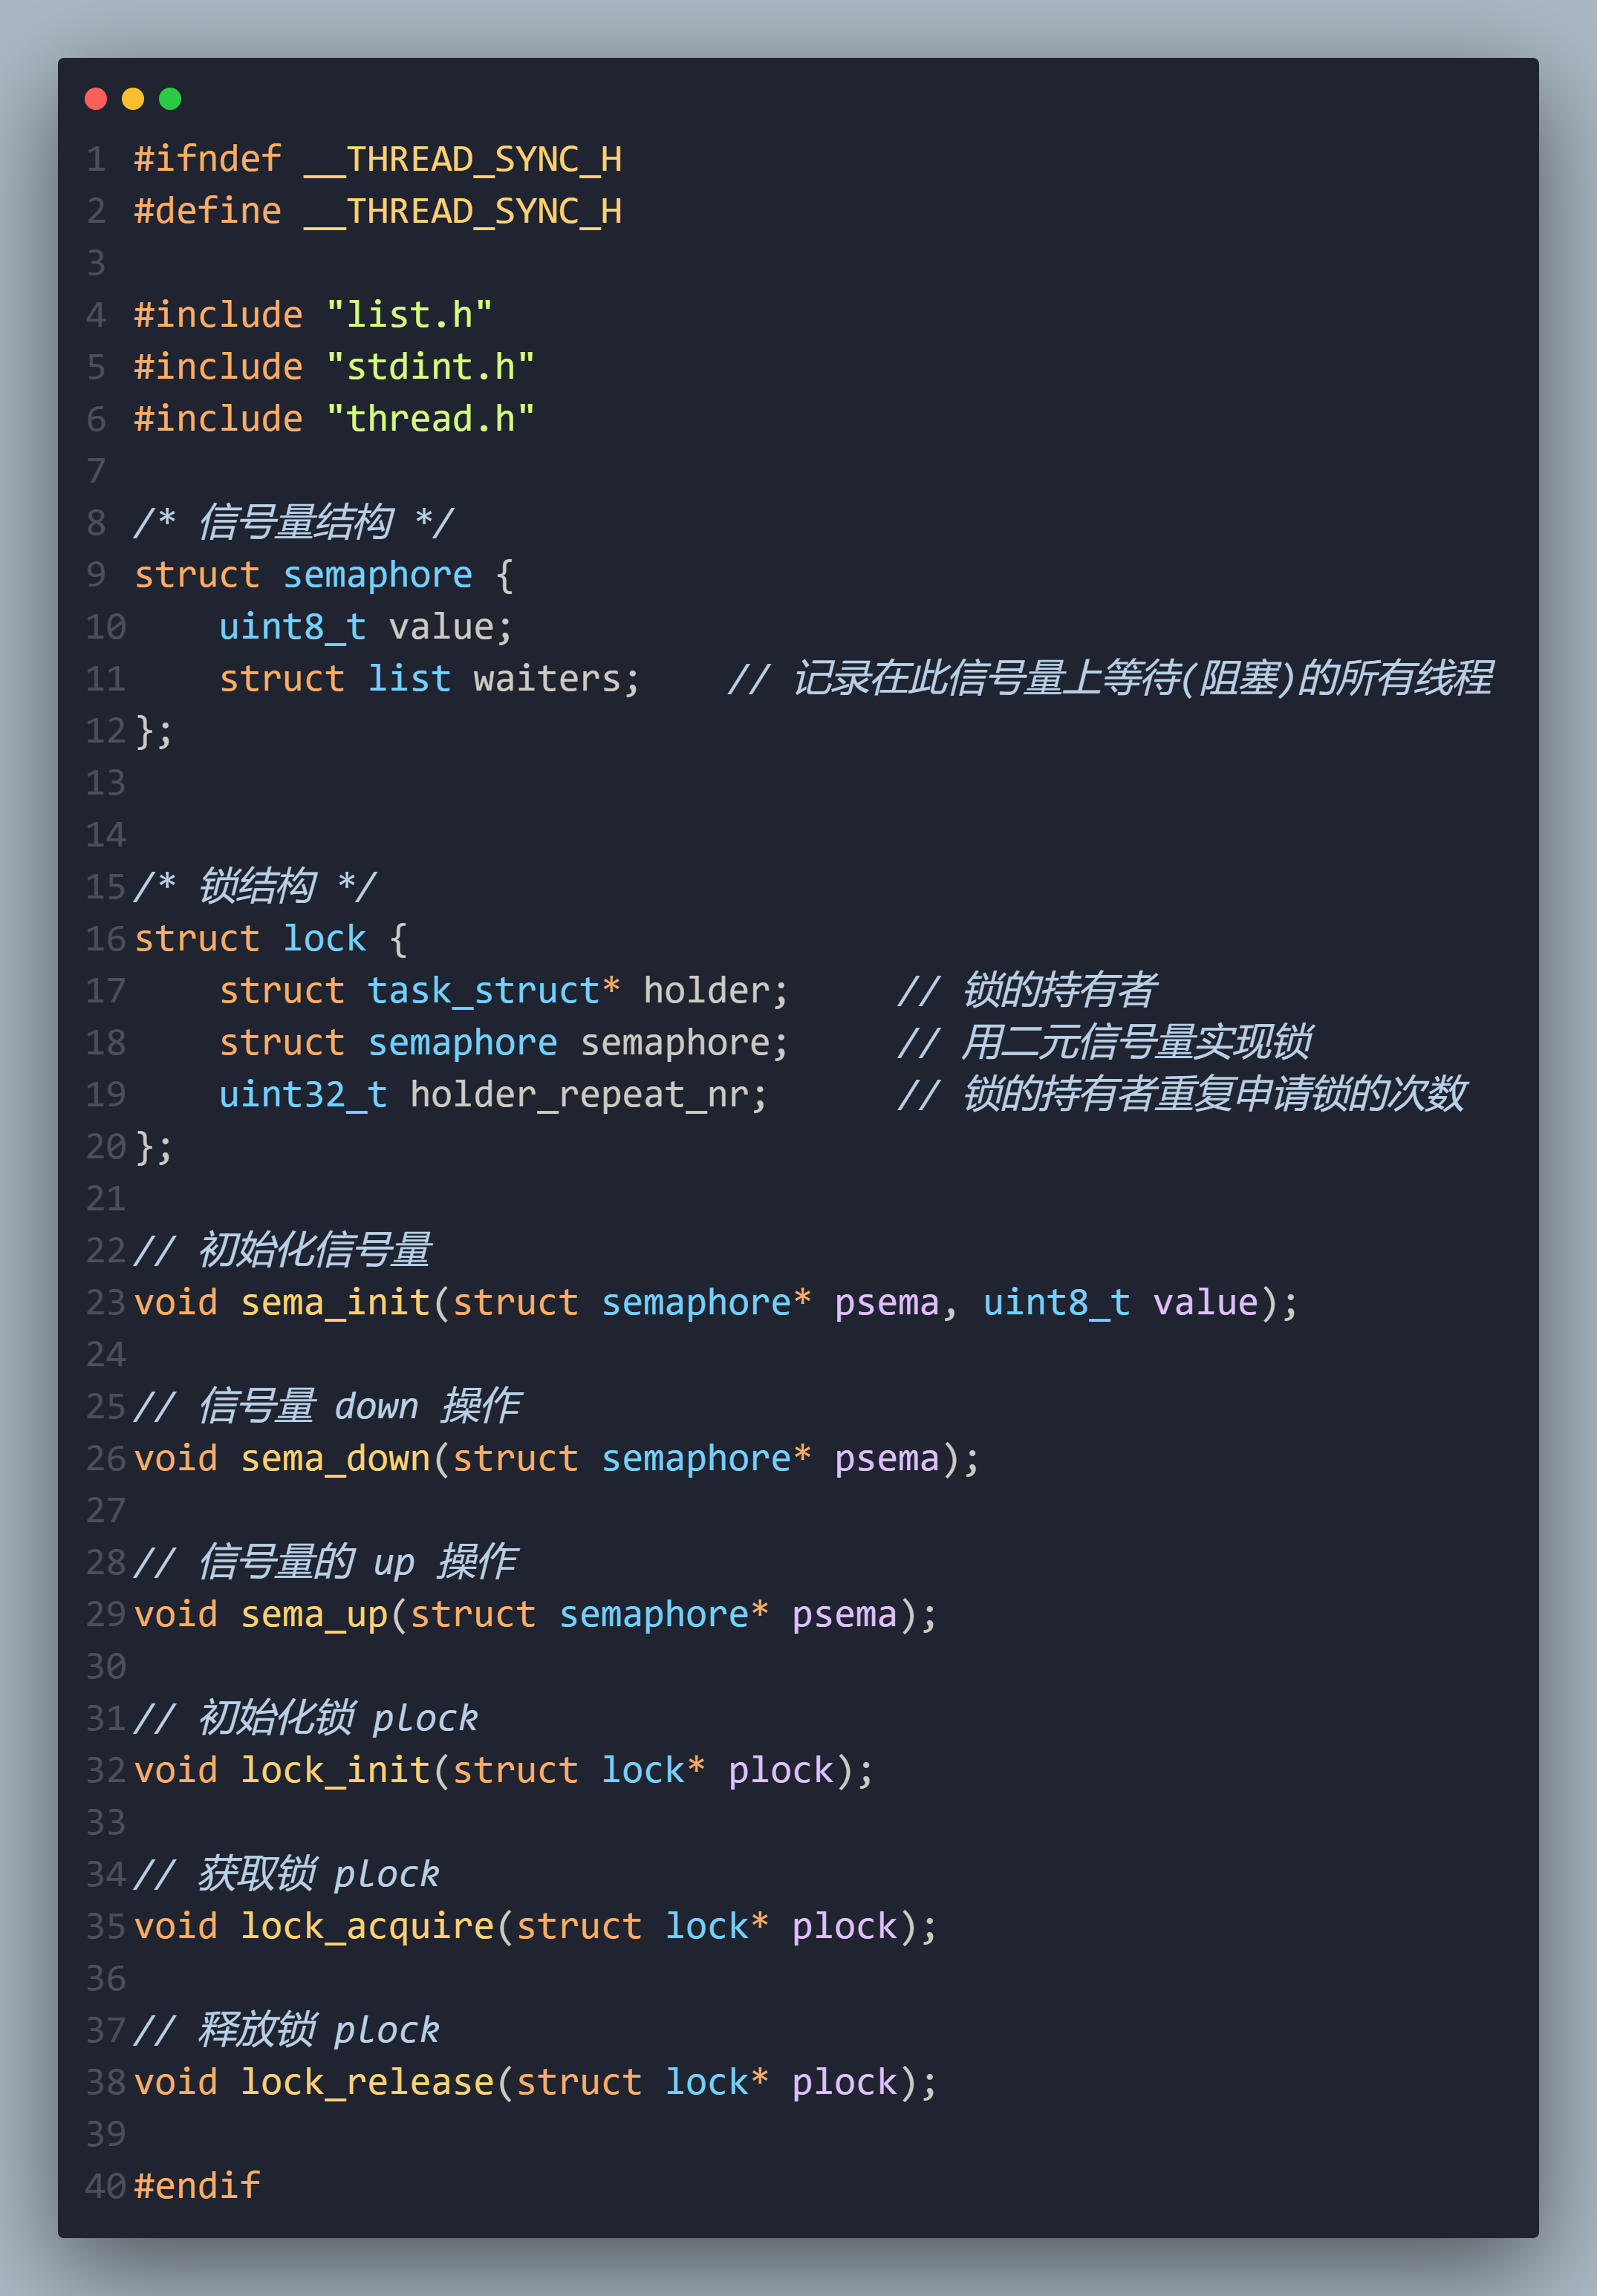 1 #ifndef __THREAD_SYNC_H
2 #define __THREAD_SYNC_H
3
4 #include "list.h"
5 #include "stdint.h"
6 #include "thread.h"
7
8 /* 信号量结构 */
9 struct semaphore {
10     uint8_t value;
11     struct list waiters;    // 记录在此信号量上等待(阻塞)的所有线程
12 };
13
14
15 /* 锁结构 */
16 struct lock {
17     struct task_struct* holder;     // 锁的持有者
18     struct semaphore semaphore;     // 用二元信号量实现锁
19     uint32_t holder_repeat_nr;      // 锁的持有者重复申请锁的次数
20 };
21
22 // 初始化信号量
23 void sema_init(struct semaphore* psema, uint8_t value);
24
25 // 信号量 down 操作
26 void sema_down(struct semaphore* psema);
27
28 // 信号量的 up 操作
29 void sema_up(struct semaphore* psema);
30
31 // 初始化锁 plock
32 void lock_init(struct lock* plock);
33
34 // 获取锁 plock
35 void lock_acquire(struct lock* plock);
36
37 // 释放锁 plock
38 void lock_release(struct lock* plock);
39
40 #endif